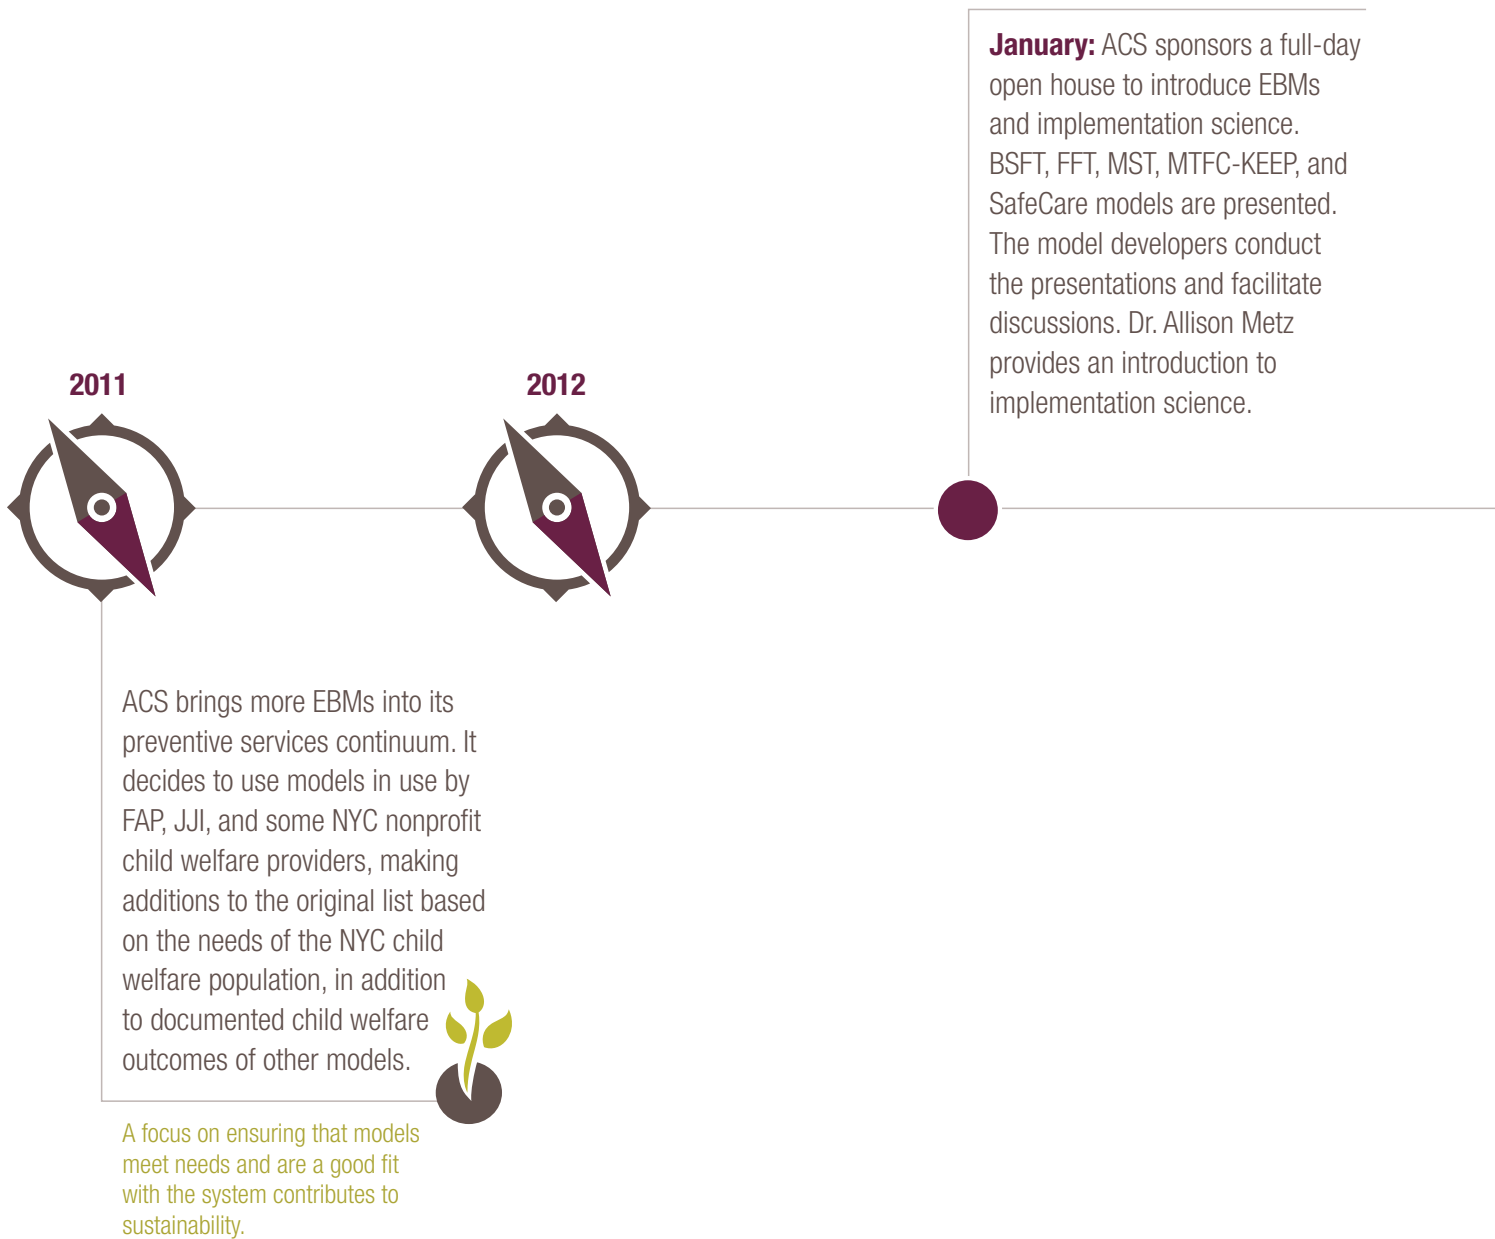 2011
ACS brings more EBMs into its
preventive services continuum. It
decides to use models in use by
FAP, JJI, and some NYC nonprofit
child welfare providers, making
additions to the original list based
on the needs of the NYC child
welfare population, in addition
to documented child welfare
outcomes of other models.
A focus on ensuring that models
meet needs and are a good fit
with the system contributes to
sustainability.
2012
January: ACS sponsors a full-day
open house to introduce EBMs
and implementation science.
BSFT, FFT, MST, MTFC-KEEP, and
SafeCare models are presented.
The model developers conduct
the presentations and facilitate
discussions. Dr. Allison Metz
provides an introduction to
implementation science.